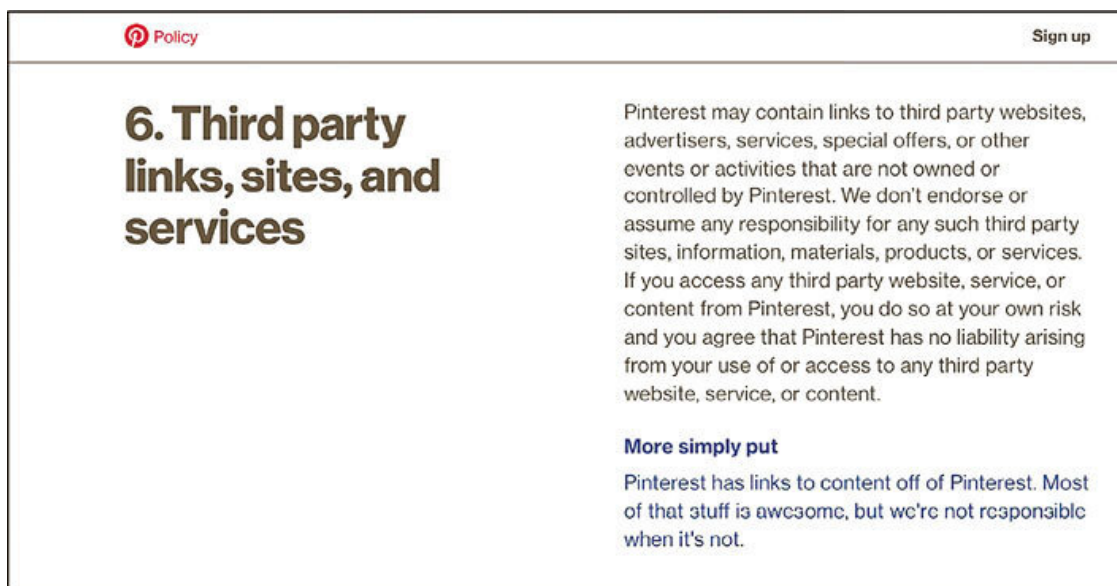 Policy
Sign up
6. Third party
links, sites, and
services
Pinterest may contain links to third party websites,
advertisers, services, special offers, or other
events or activities that are not owned or
controlled by Pinterest. We don't endorse or
assume any responsibility for any such third party
sites, information, materials, products, or services.
If you access any third party website, service, or
content from Pinterest, you do so at your own risk
and you agree that Pinterest has no liability arising
from your use of or access to any third party
website, service, or content.
More simply put
Pinterest has links to content off of Pinterest. Most
of that stuff is awesome, but we're not responsible
when it's not.